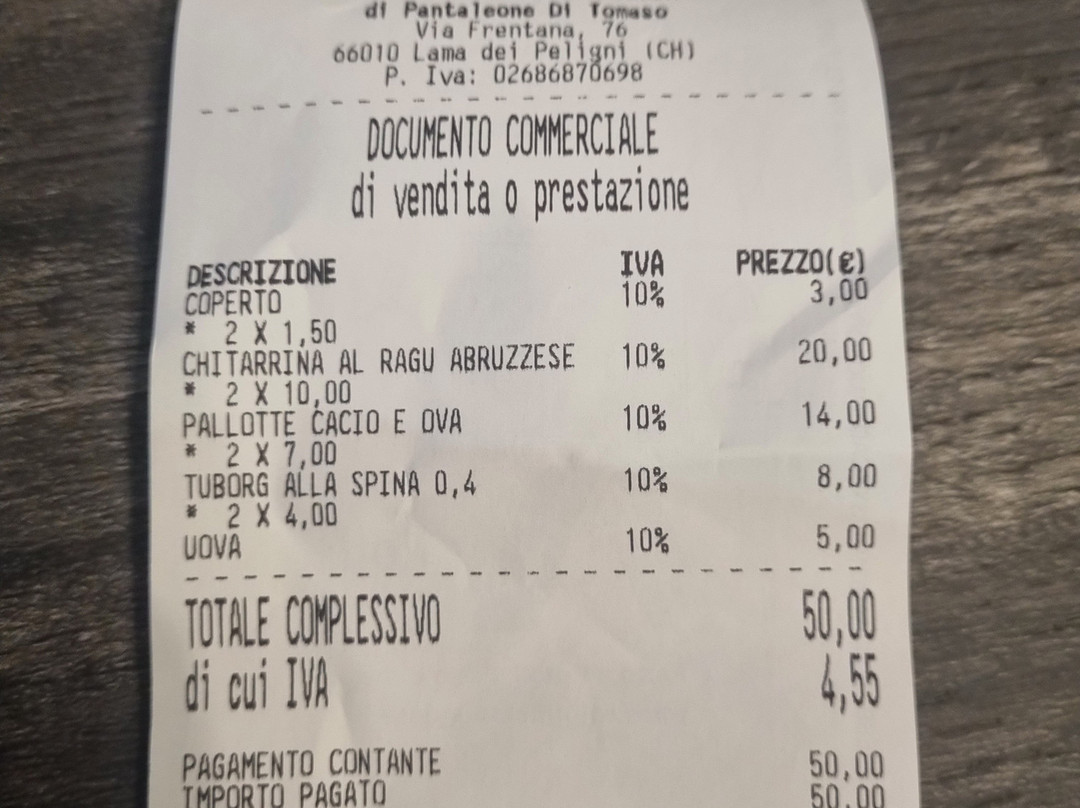 di Pantaleone Di Tomaso
Via Frentana, 76
66010 Lama dei Peligni (CH)
P. Iva: 02686870698
DOCUMENTO COMMERCIALE
di vendita o prestazione
DESCRIZIONE IVA PREZZO(€)
COPERTO 10% 3,00
* 2 X 1,50
CHITARRINA AL RAGU ABRUZZESE 10% 20,00
* 2 X 10,00
PALLOTTE CACIO E OVA 10% 14,00
* 2 X 7,00
TUBORG ALLA SPINA 0,4 10% 8,00
* 2 X 4,00
UOVA 10% 5,00
TOTALE COMPLESSIVO 50,00
di cui IVA 4,55
PAGAMENTO CONTANTE 50,00
IMPORTO PAGATO 50,00